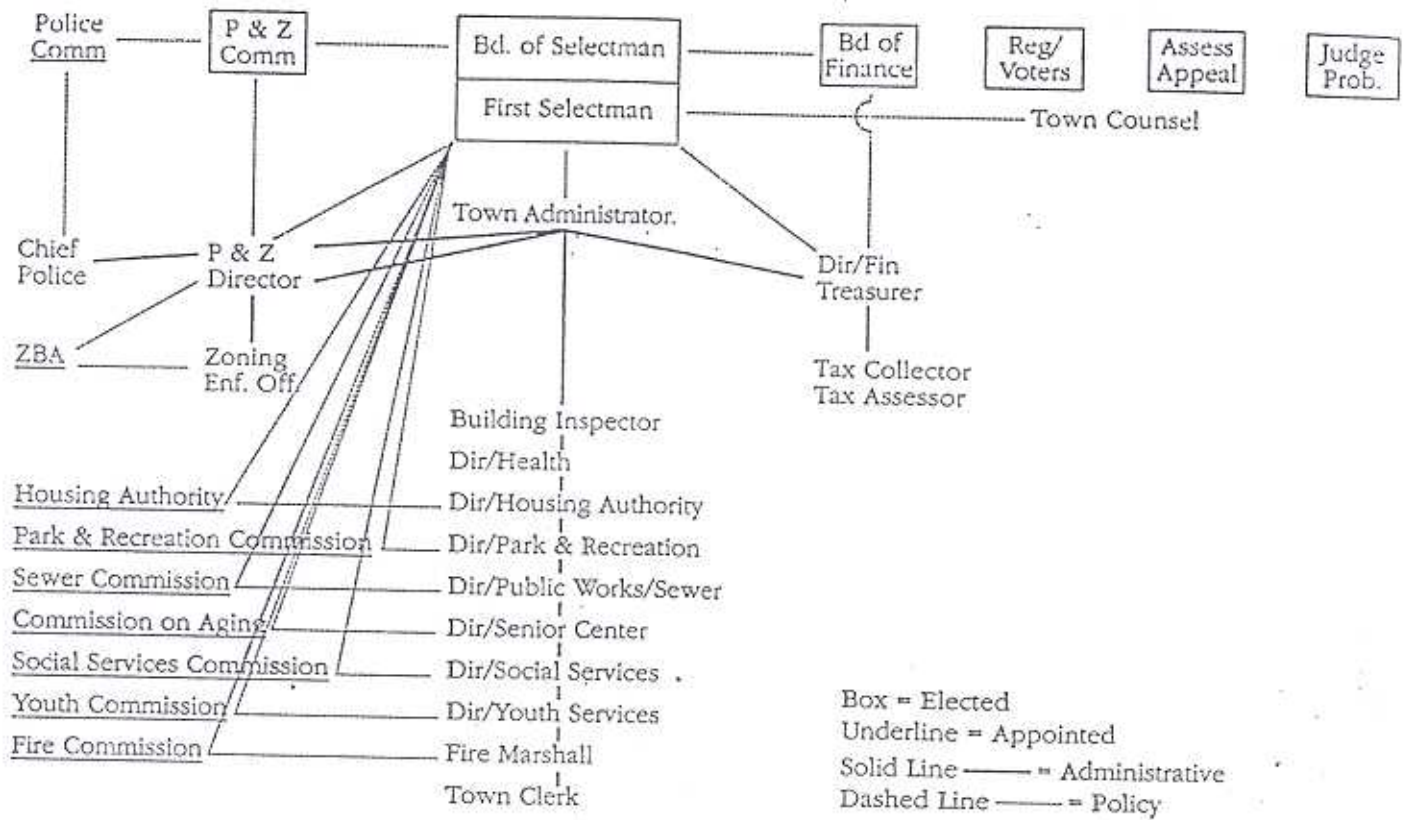 Police
Comm
P & Z
Comm
Bd. of Selectman
First Selectman
Bd of
Finance
Reg/
Voters
Assess
Appeal
Judge
Prob.
Town Counsel
Town Administrator.
Chief
Police
P & Z
Director
Dir/Fin
Treasurer
ZBA
Zoning
Enf. Off.
Tax Collector
Tax Assessor
Building Inspector
Dir/Health
Housing Authority
Dir/Housing Authority
Park & Recreation Commission
Dir/Park & Recreation
Sewer Commission
Dir/Public Works/Sewer
Commission on Aging
Dir/Senior Center
Social Services Commission
Dir/Social Services
Youth Commission
Dir/Youth Services
Fire Commission
Fire Marshall
Town Clerk
Box = Elected
Underline = Appointed
Solid Line = Administrative
Dashed Line = Policy